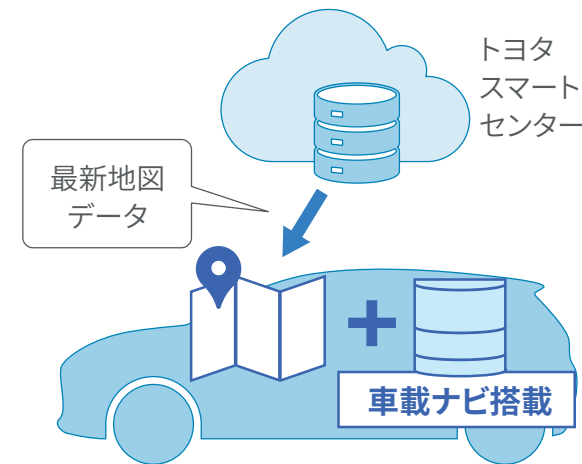 トヨタ
スマート
センター
最新地図
データ
車載ナビ搭載